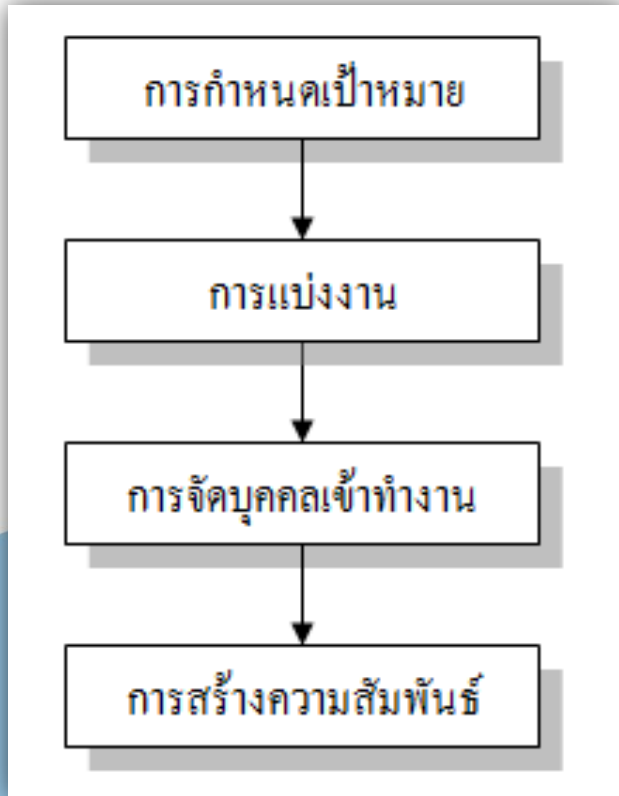 การกำหนดเป้าหมาย
การแบ่งงาน
การจัดบุคคลเข้าทำงาน
การสร้างความสัมพันธ์